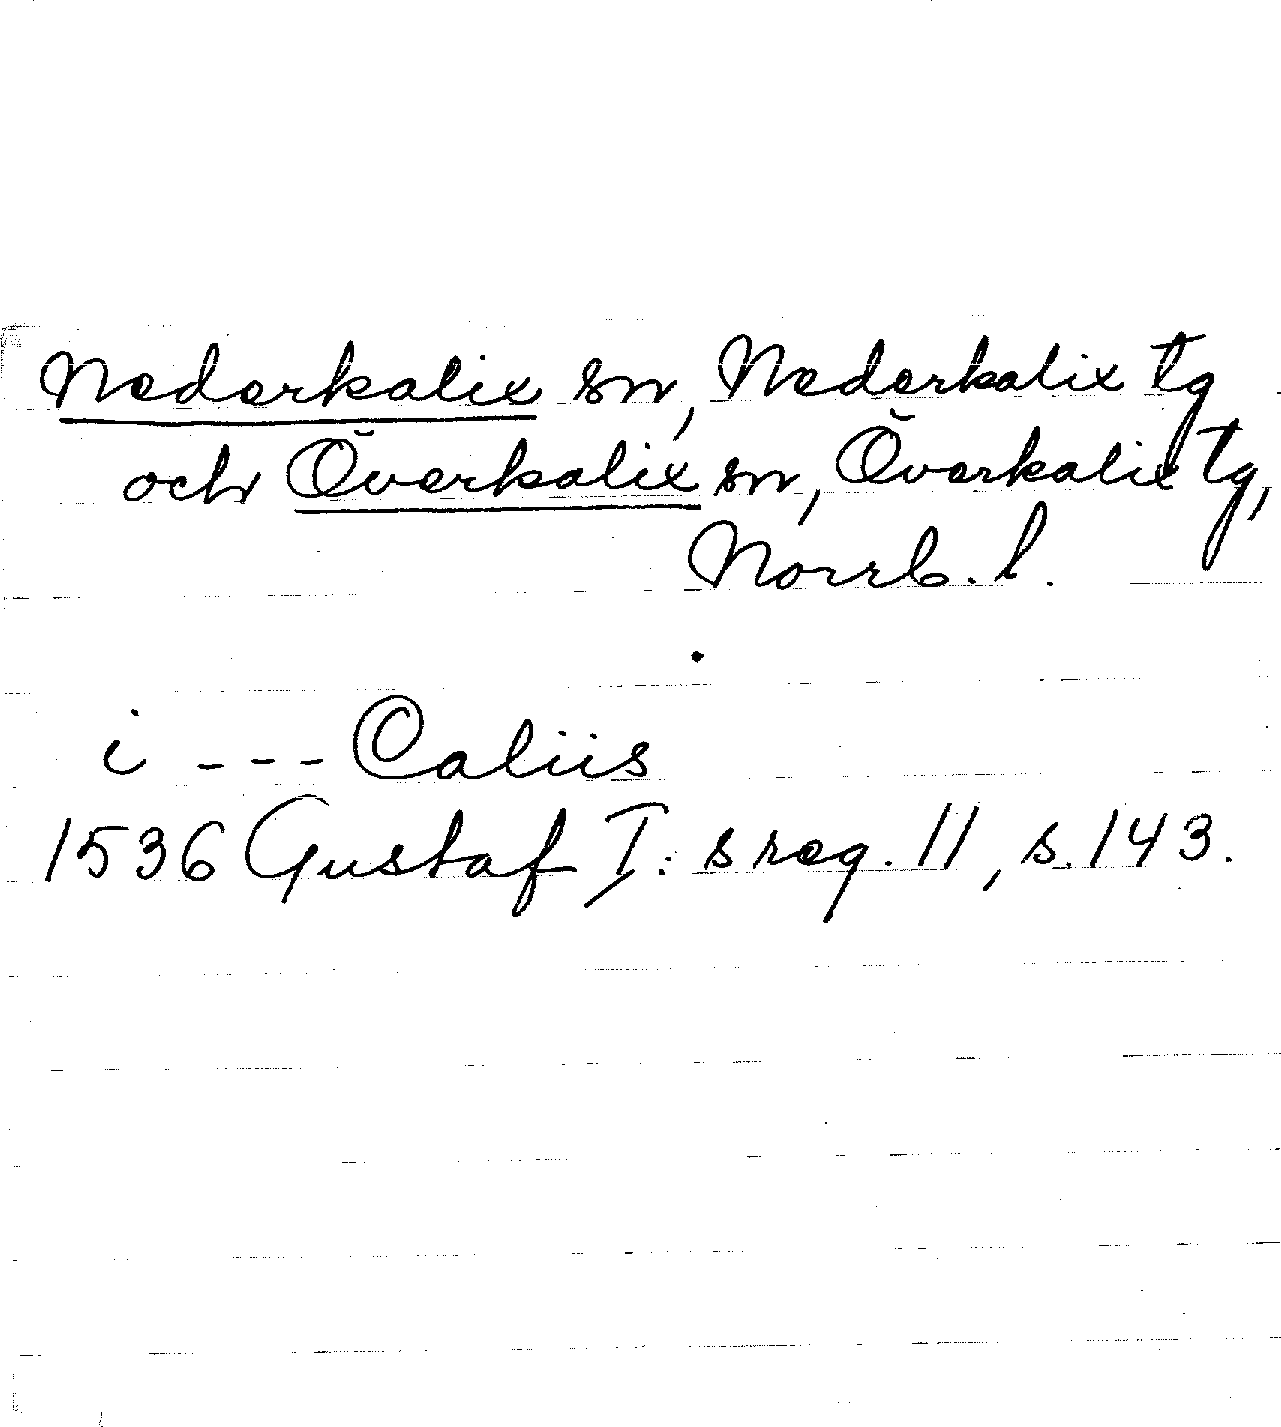 Nederkalix sn, Nederkalix tg
och Överkalix sn, Överkalix tg,
Norrb. l.
i --- Caliis
1536 Gustaf I:s reg. 11, s. 143.